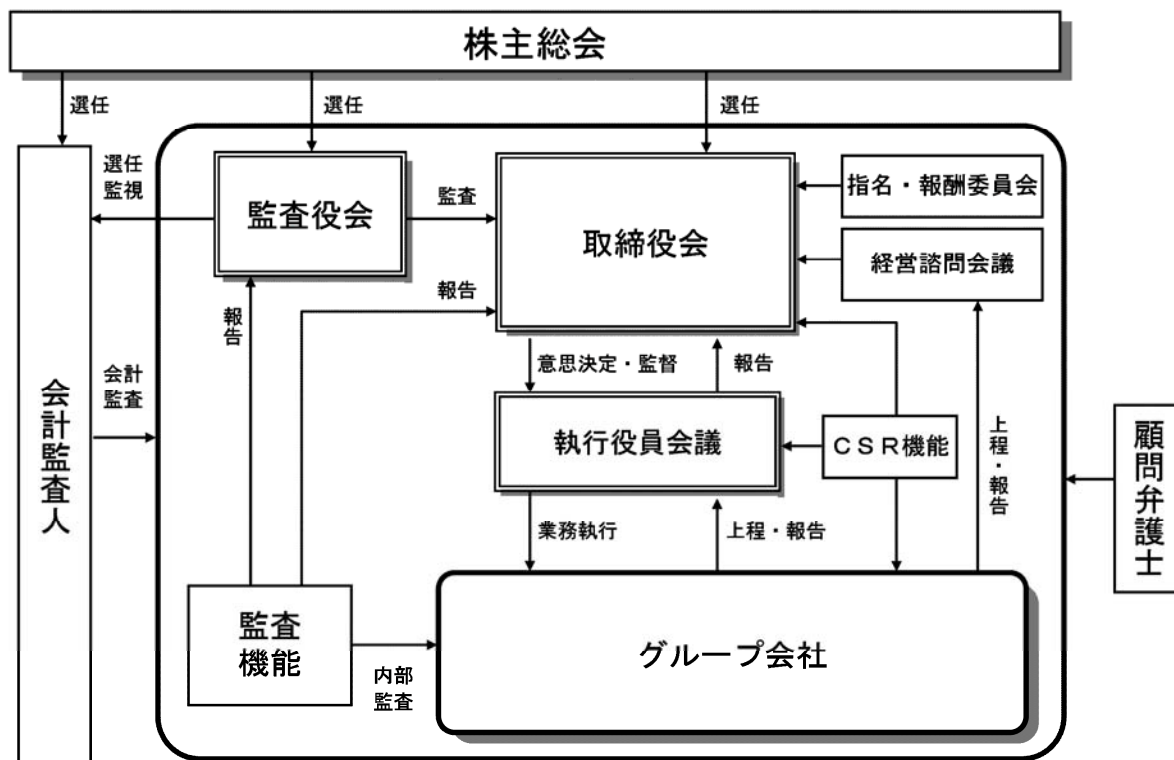 株主総会
選任
選任
選任
選任
監視
監査役会
監査
取締役会
指名・報酬委員会
経営諮問会議
報告
報告
会計
監査
意思決定・監督
報告
会計監査人
執行役員会議
CSR機能
上程・報告
顧問弁護士
業務執行
上程・報告
監査
機能
内部
監査
グループ会社